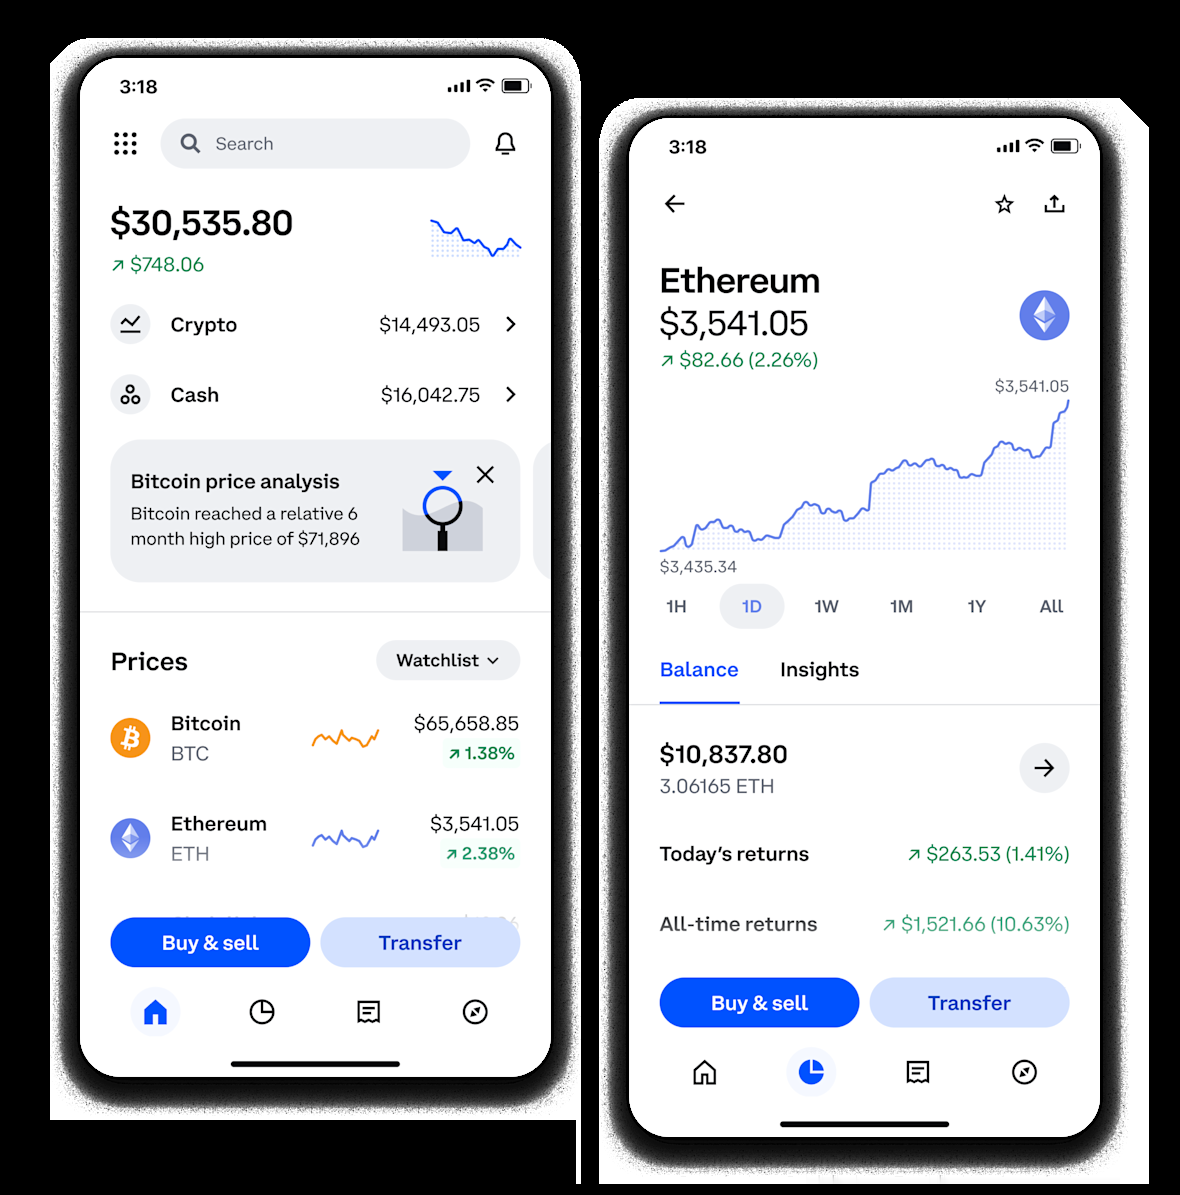 3:18
Search
$30,535.80
↗ $748.06
Crypto $14,493.05
Cash $16,042.75
Bitcoin price analysis
Bitcoin reached a relative 6
month high price of $71,896
Prices Watchlist
Bitcoin $65,658.85
BTC ↗ 1.38%
Ethereum $3,541.05
ETH ↗ 2.38%
Buy & sell Transfer
3:18
Ethereum
$3,541.05
↗ $82.66 (2.26%)
$3,541.05
$3,435.34
1H 1D 1W 1M 1Y All
Balance Insights
$10,837.80
3.06165 ETH
Today's returns ↗ $263.53 (1.41%)
All-time returns ↗ $1,521.66 (10.63%)
Buy & sell Transfer